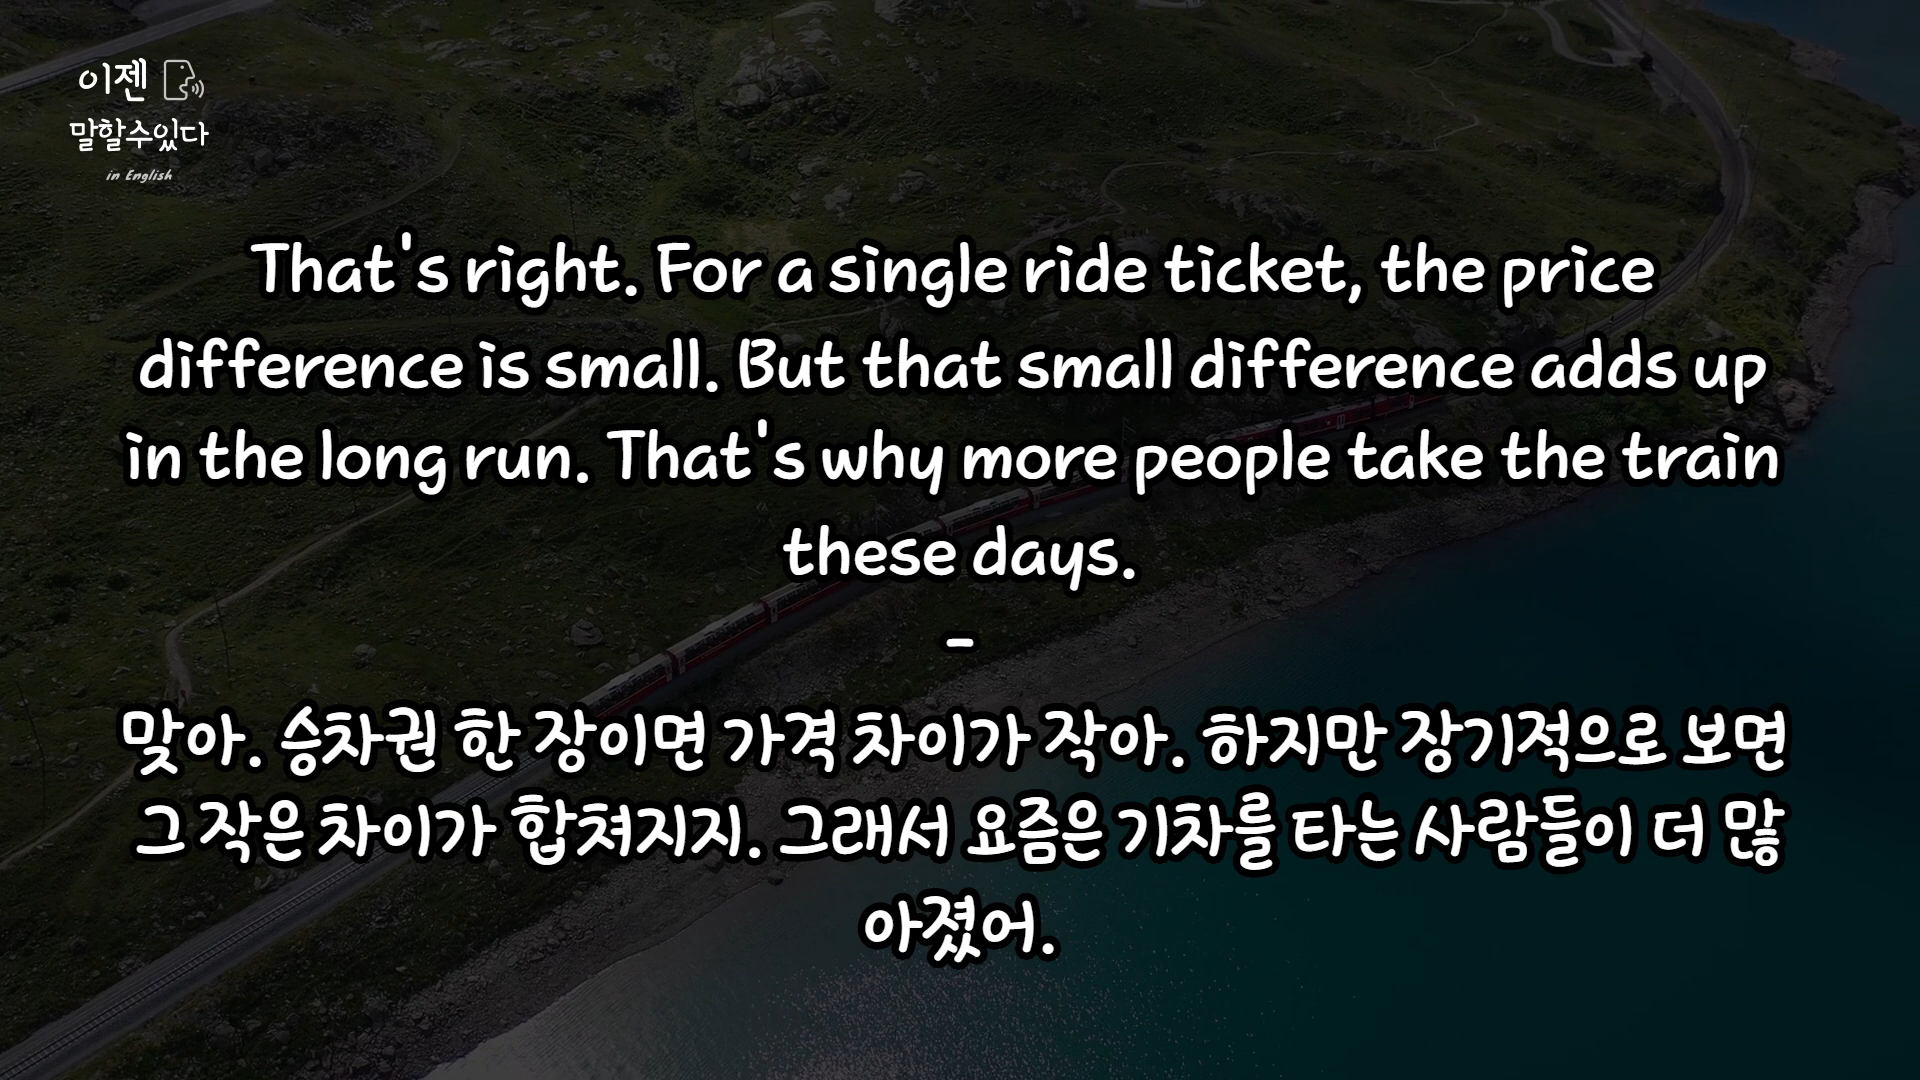 이젠
말할수있다
in English
That's right. For a single ride ticket, the price
difference is small. But that small difference adds up
in the long run. That's why more people take the train
these days.
-
맞아. 승차권 한 장이면 가격 차이가 작아. 하지만 장기적으로 보면
그 작은 차이가 합쳐지지. 그래서 요즘은 기차를 타는 사람들이 더 많
아졌어.